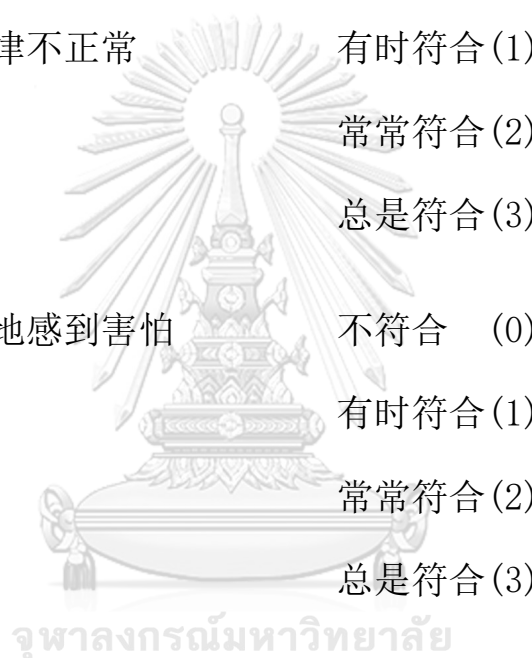 律不正常 有时符合(1)
常常符合(2)
总是符合(3)
地感到害怕 不符合 (0)
有时符合(1)
常常符合(2)
总是符合(3)
จุฬาลงกรณ์มหาวิทยาลัย